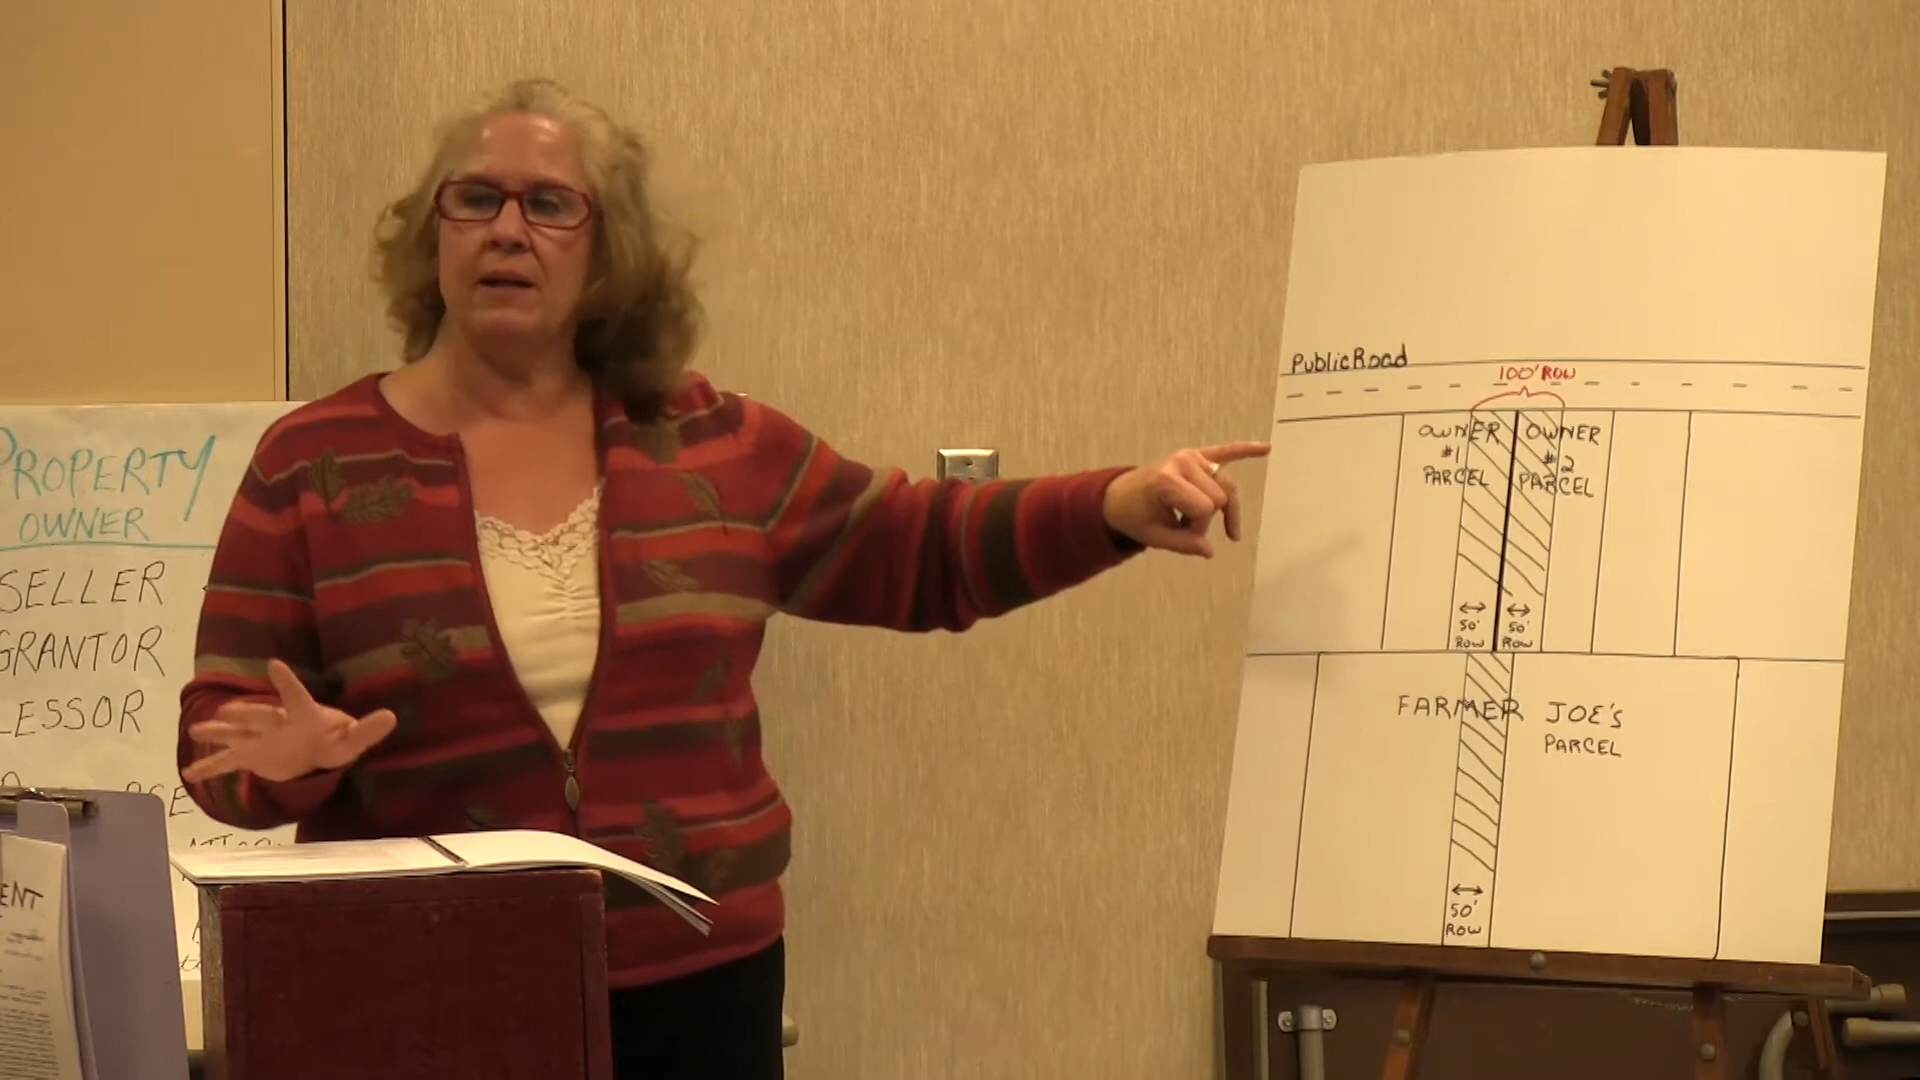 PROPERTY
OWNER
SELLER
GRANTOR
LESSOR
ENT
Public Road
100' ROW
OWNER
#1
PARCEL
OWNER
#2
PARCEL
50'
ROW
50'
ROW
FARMER JOE'S
PARCEL
50'
ROW